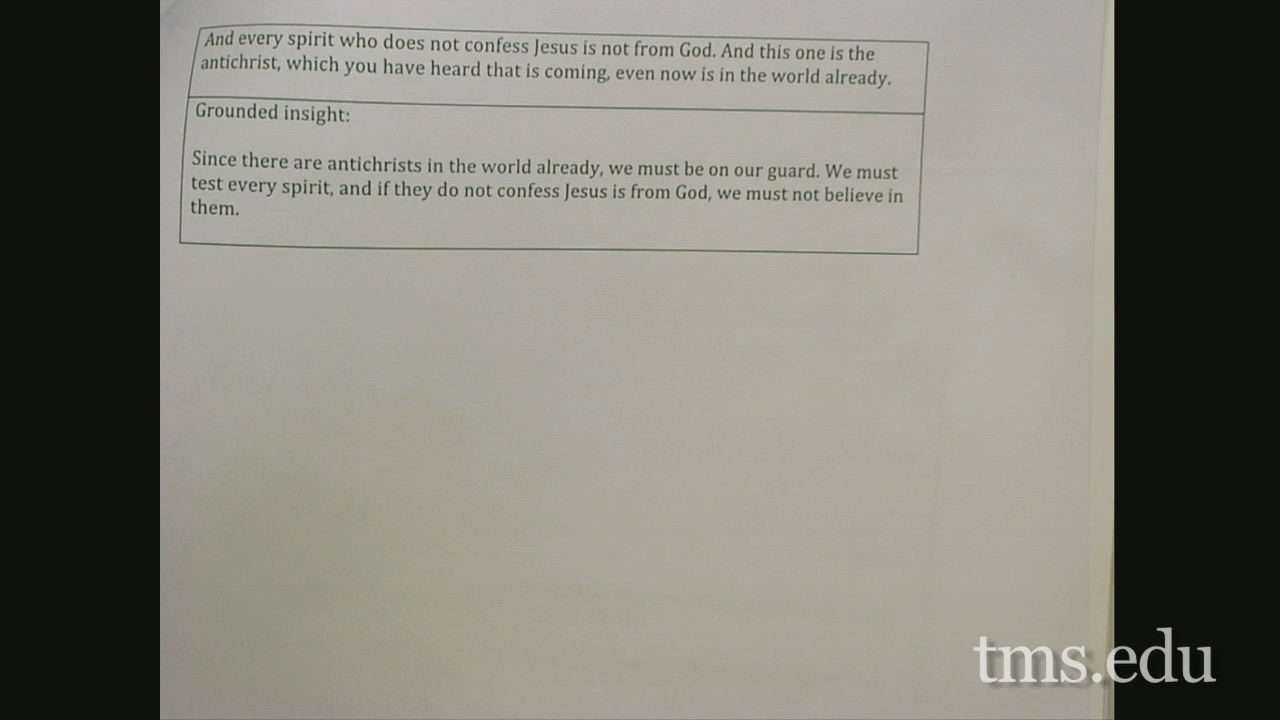 And every spirit who does not confess Jesus is not from God. And this one is the
antichrist, which you have heard that is coming, even now is in the world already.
Grounded insight:
Since there are antichrists in the world already, we must be on our guard. We must
test every spirit, and if they do not confess Jesus is from God, we must not believe in
them.
tms.edu